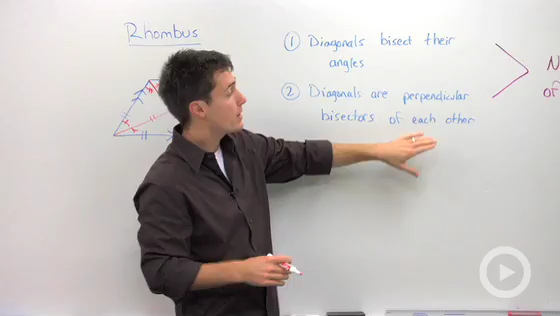 Rhombus
① Diagonals bisect their
angles
② Diagonals are perpendicular
bisectors of each other